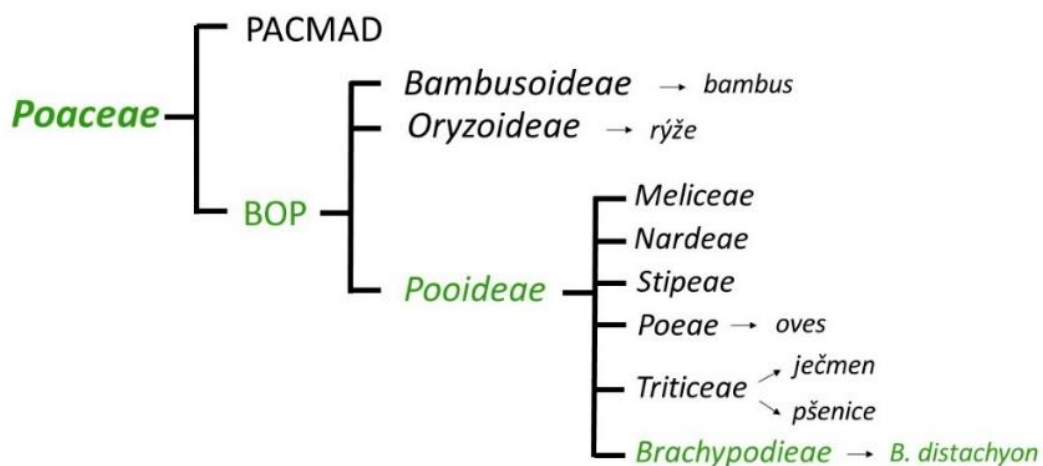 PACMAD
Poaceae
BOP
Bambusoideae → bambus
Oryzoideae → rýže
Pooideae
Meliceae
Nardeae
Stipeae
Poeae → oves
Triticeae
ječmen
pšenice
Brachypodieae → B. distachyon